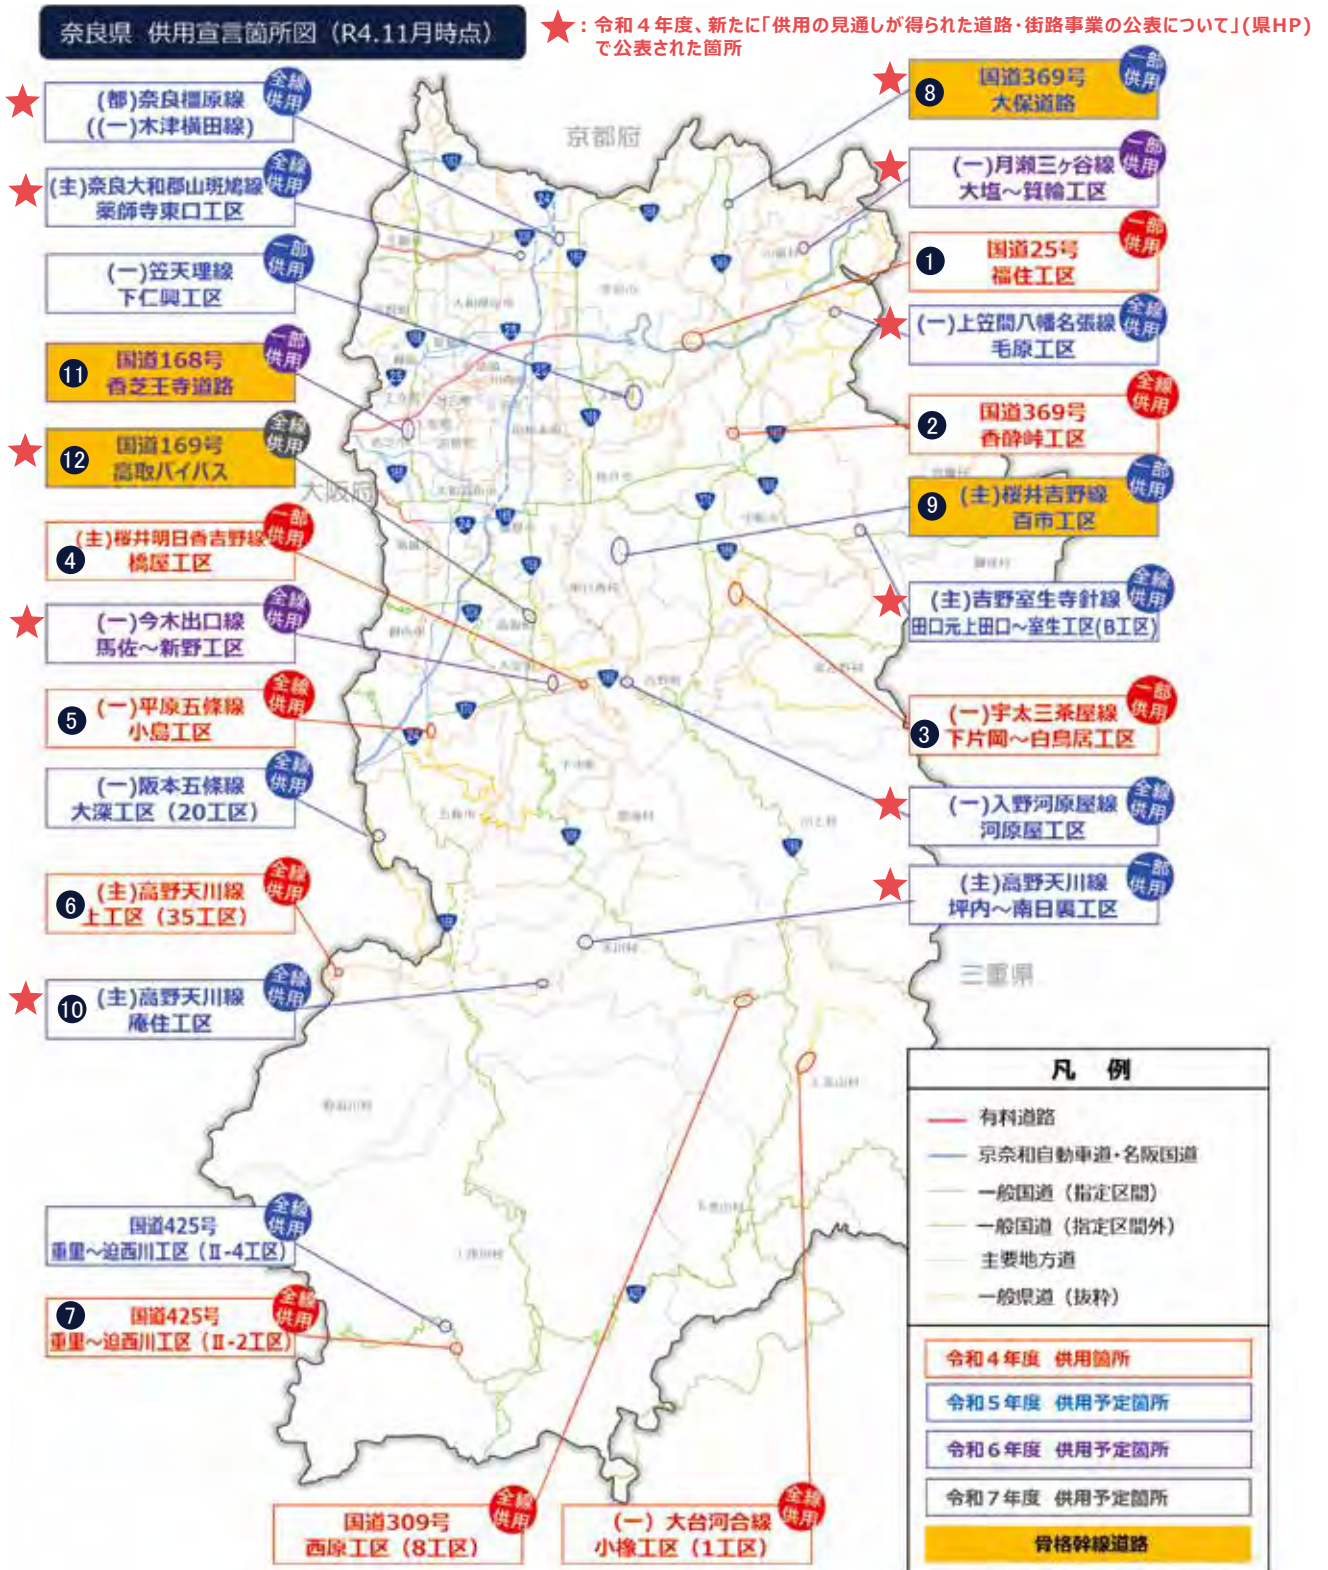 奈良県 供用宣言箇所図（R4.11月時点）
★：令和４年度、新たに「供用の見通しが得られた道路・街路事業の公表について」(県HP)
で公表された箇所
全線供用
(都)奈良橿原線
((一)木津横田線)
全線供用
(主)奈良大和郡山斑鳩線
薬師寺東口工区
一部供用
(一)笠天理線
下仁興工区
一部供用
11
国道168号
香芝王寺道路
全線供用
12
国道169号
高取バイパス
一部供用
4
(主)桜井明日香吉野線
橋屋工区
全線供用
(一)今木出口線
馬佐～新野工区
全線供用
5
(一)平原五條線
小島工区
全線供用
(一)阪本五條線
大深工区（20工区）
全線供用
6
(主)高野天川線
上工区（35工区）
全線供用
10
(主)高野天川線
庵住工区
全線供用
国道425号
重里～迫西川工区（Ⅱ-4工区）
全線供用
7
国道425号
重里～迫西川工区（Ⅱ-2工区）
全線供用
国道309号
西原工区（8工区）
全線供用
(一）大台河合線
小橡工区（1工区）
一部供用
8
国道369号
大保道路
一部供用
(一)月瀬三ヶ谷線
大塩～箕輪工区
一部供用
1
国道25号
福住工区
全線供用
(一)上笠間八幡名張線
毛原工区
全線供用
2
国道369号
香酔峠工区
一部供用
9
(主)桜井吉野線
百市工区
全線供用
(主)吉野室生寺針線
田口元上田口～室生工区(B工区)
一部供用
3
(一)宇太三茶屋線
下片岡～白鳥居工区
全線供用
(一)入野河原屋線
河原屋工区
一部供用
(主)高野天川線
坪内～南日裏工区
京都府
大阪府
三重県
凡 例
有料道路
京奈和自動車道・名阪国道
一般国道（指定区間）
一般国道（指定区間外）
主要地方道
一般県道（抜粋）
令和４年度 供用箇所
令和５年度 供用予定箇所
令和６年度 供用予定箇所
令和７年度 供用予定箇所
骨格幹線道路